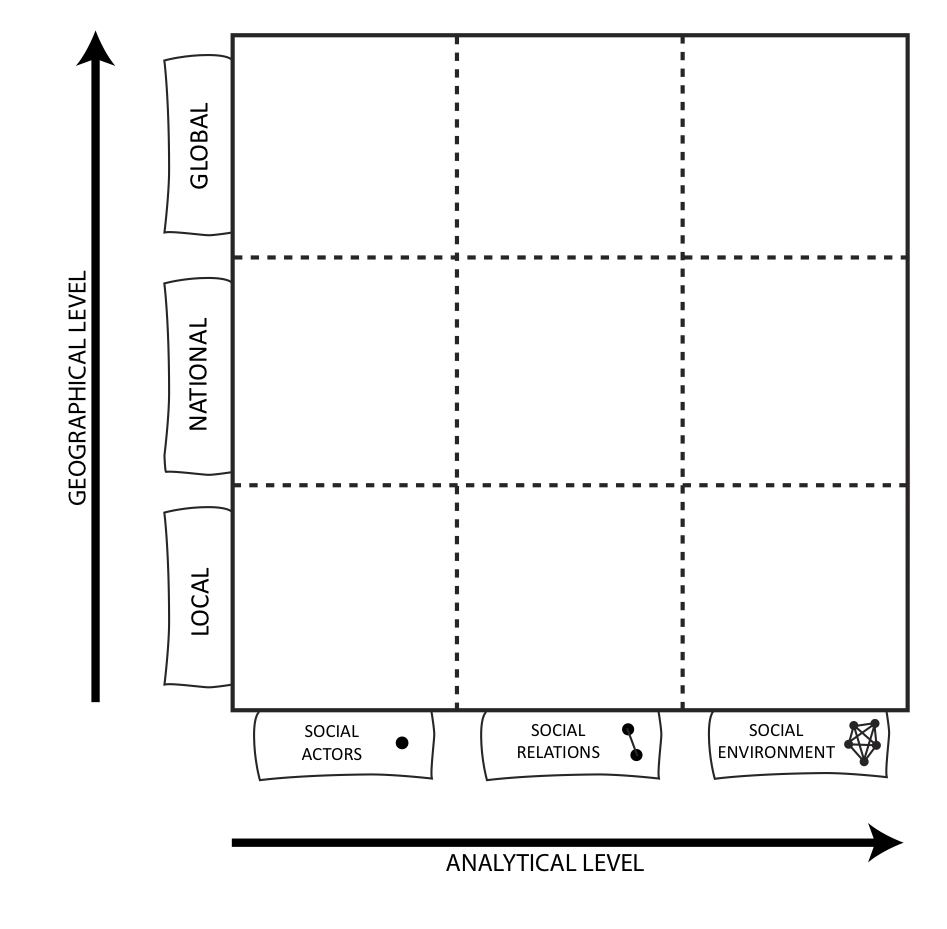 GEOGRAPHICAL LEVEL
GLOBAL
NATIONAL
LOCAL
SOCIAL
ACTORS
SOCIAL
RELATIONS
SOCIAL
ENVIRONMENT
ANALYTICAL LEVEL